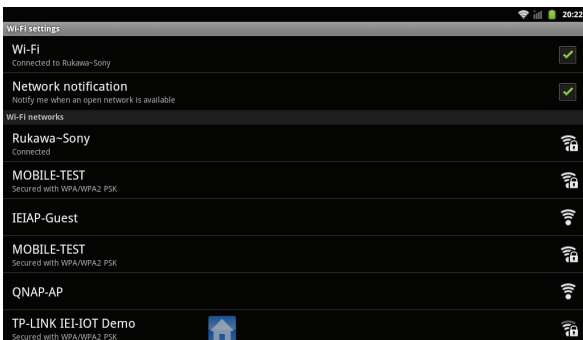 20:22
Wi-Fi settings
Wi-Fi
Connected to Rukawa~Sony
Network notification
Notify me when an open network is available
Wi-Fi networks
Rukawa~Sony
Connected
MOBILE-TEST
Secured with WPA/WPA2 PSK
IEIAP-Guest
MOBILE-TEST
Secured with WPA/WPA2 PSK
QNAP-AP
TP-LINK IEI-IOT Demo
Secured with WPA/WPA2 PSK